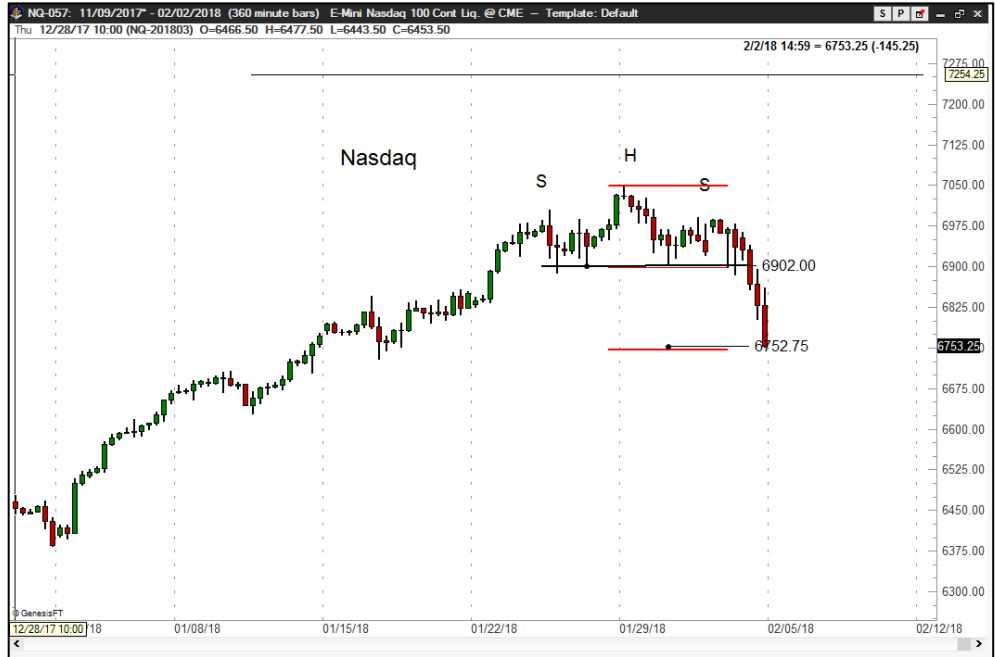 NQ-057: 11/09/2017* - 02/02/2018 (360 minute bars) E-Mini Nasdaq 100 Cont Liq. @ CME – Template: Default
S P
Thu 12/28/17 10:00 (NQ-201803) O=6466.50 H=6477.50 L=6443.50 C=6453.50
2/2/18 14:59 = 6753.25 (-145.25)
7275.00
7254.25
7200.00
7125.00
Nasdaq
H
S
S
7050.00
6975.00
6902.00
6900.00
6825.00
6752.75
6753.25
6675.00
6600.00
6525.00
6450.00
6375.00
6300.00
© GenesisFT
12/28/17 10:00 '18 01/08/18 01/15/18 01/22/18 01/29/18 02/05/18 02/12/18